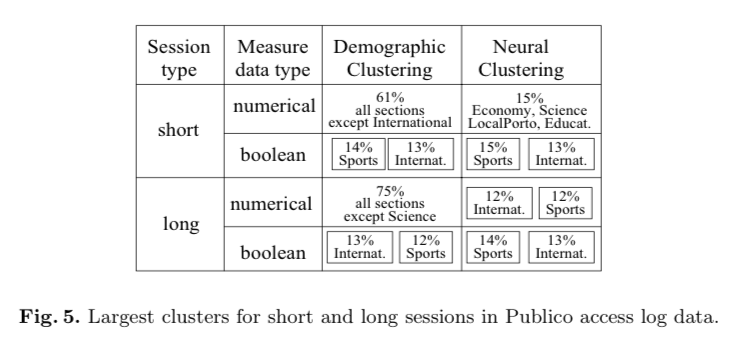 Session type
Measure data type
Demographic Clustering
Neural Clustering
short
numerical
61%
all sections
except International
15%
Economy, Science
LocalPorto, Educat.
boolean
14%
Sports
13%
Internat.
15%
Sports
13%
Internat.
long
numerical
75%
all sections
except Science
12%
Internat.
12%
Sports
boolean
13%
Internat.
12%
Sports
14%
Sports
13%
Internat.
Fig. 5. Largest clusters for short and long sessions in Publico access log data.